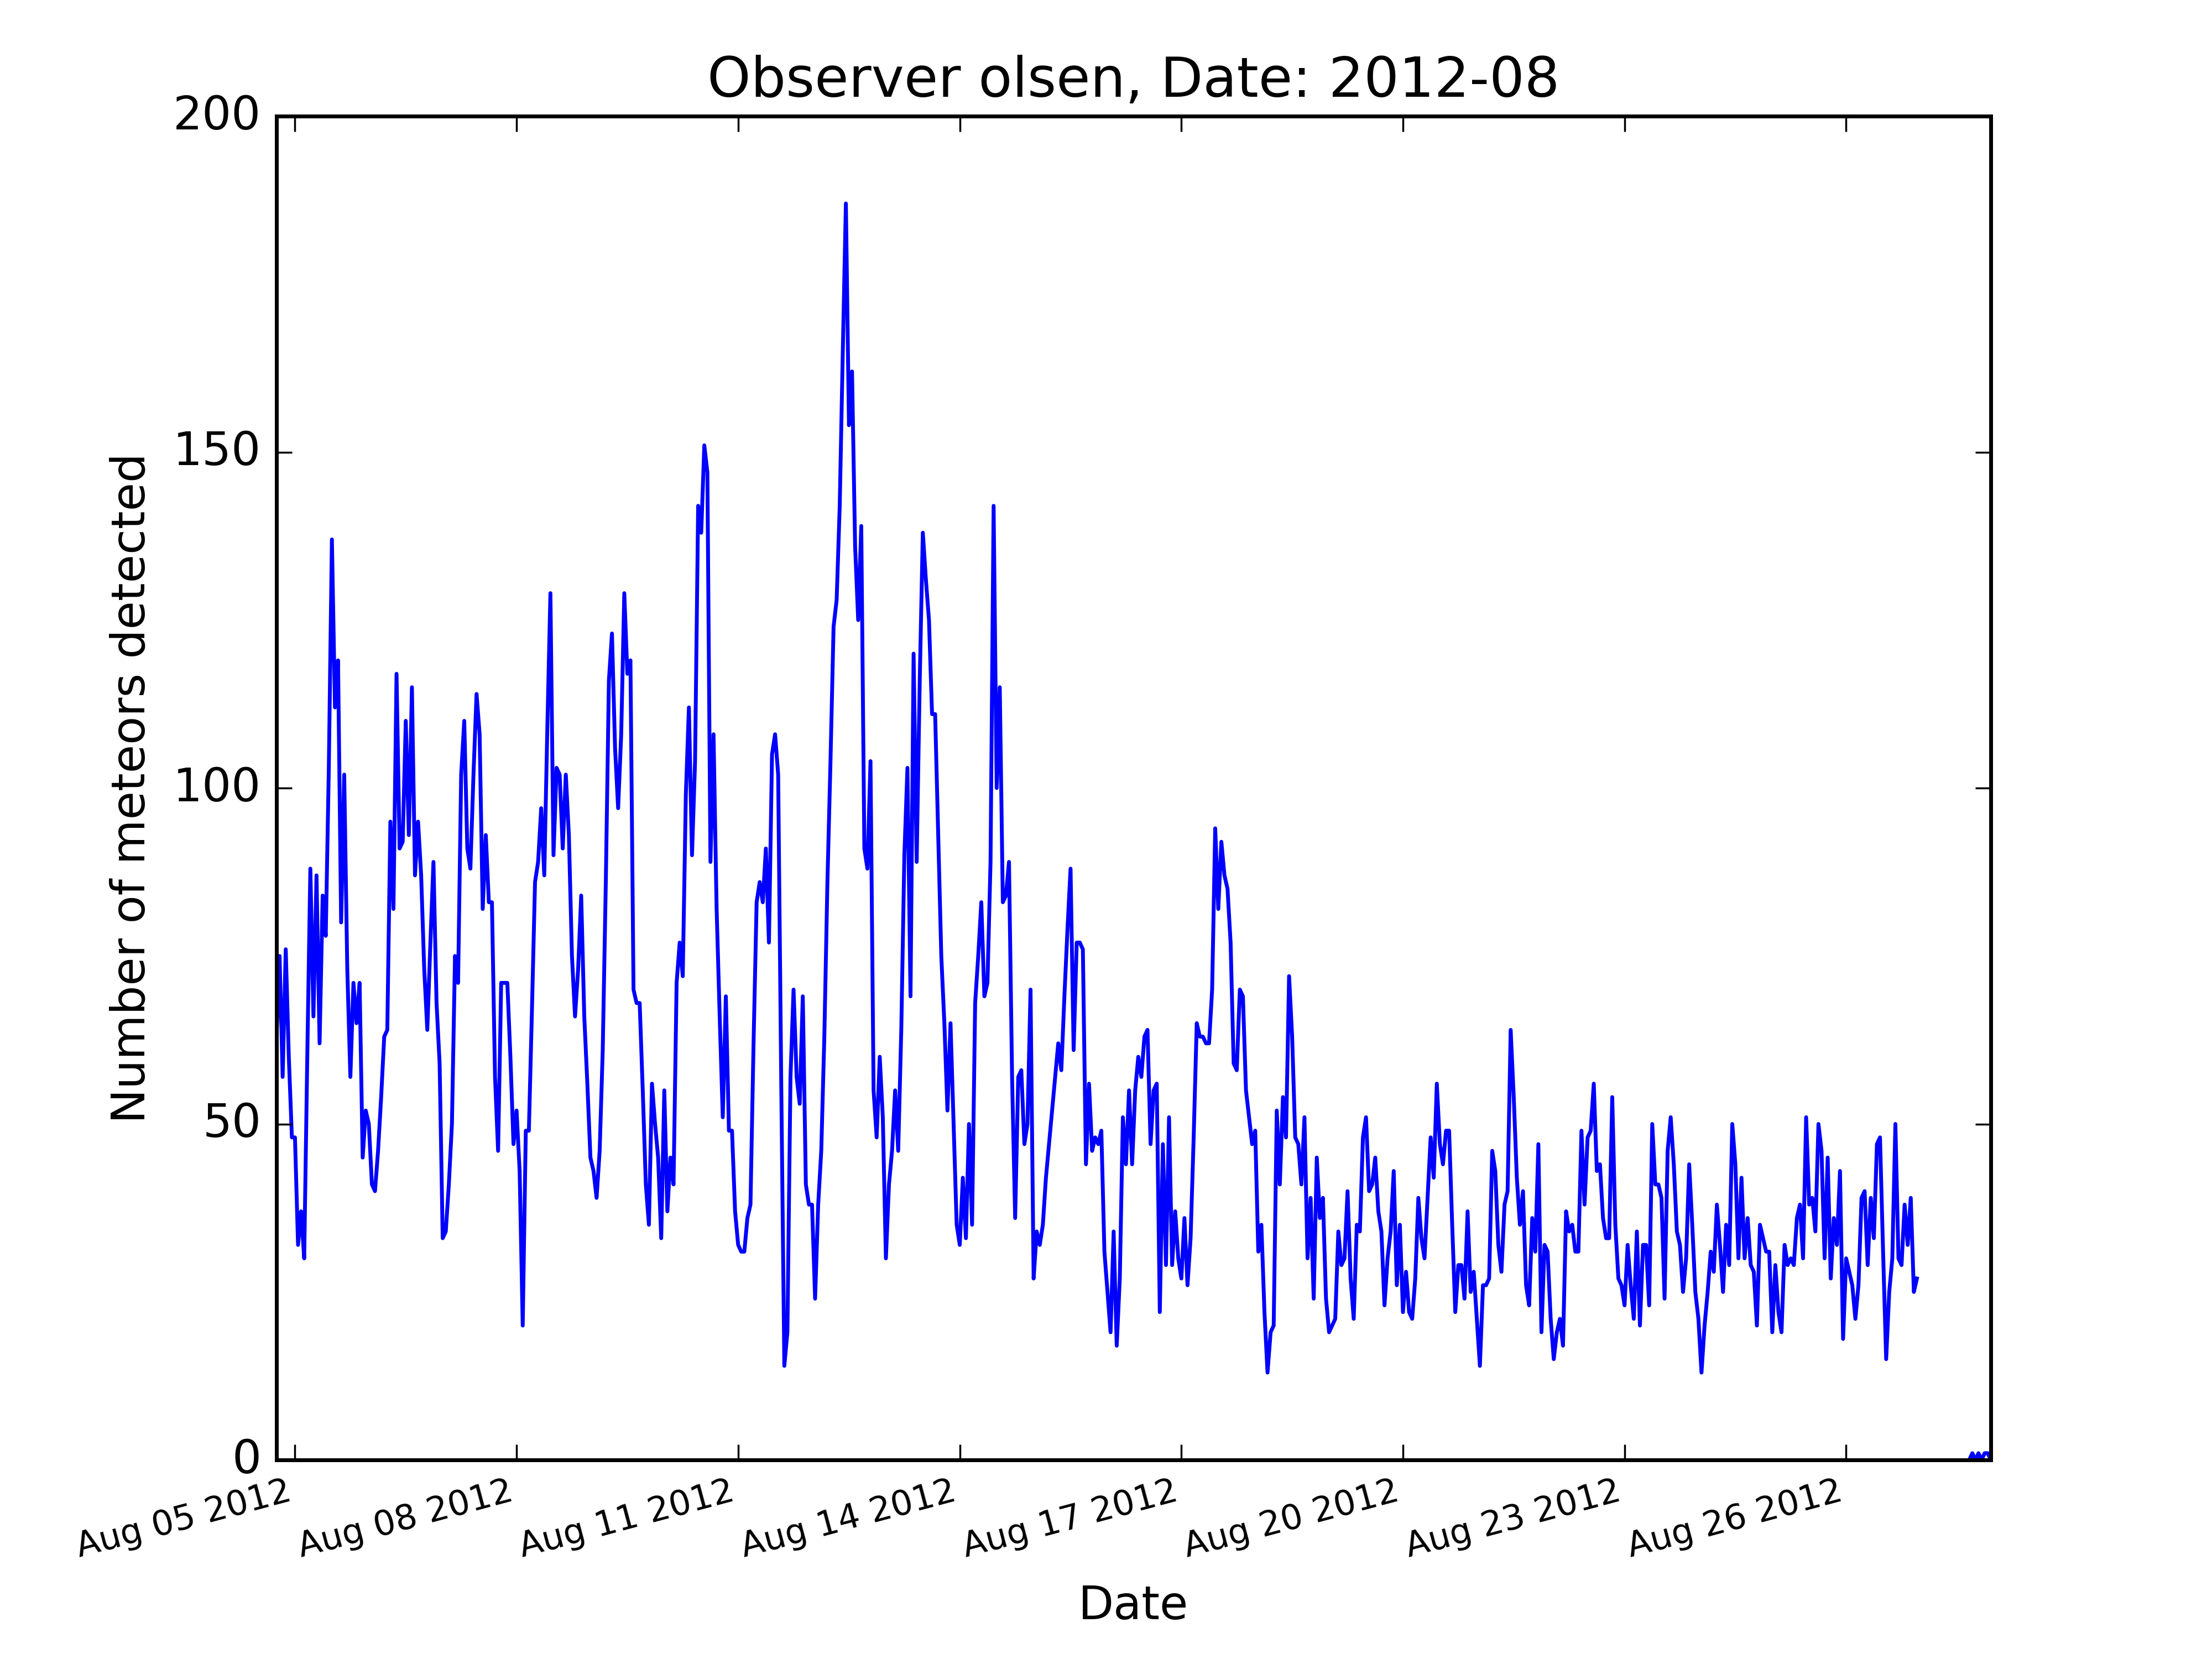 Observer olsen, Date: 2012-08
200
150
100
50
0
Number of meteors detected
Aug 05 2012
Aug 08 2012
Aug 11 2012
Aug 14 2012
Aug 17 2012
Aug 20 2012
Aug 23 2012
Aug 26 2012
Date